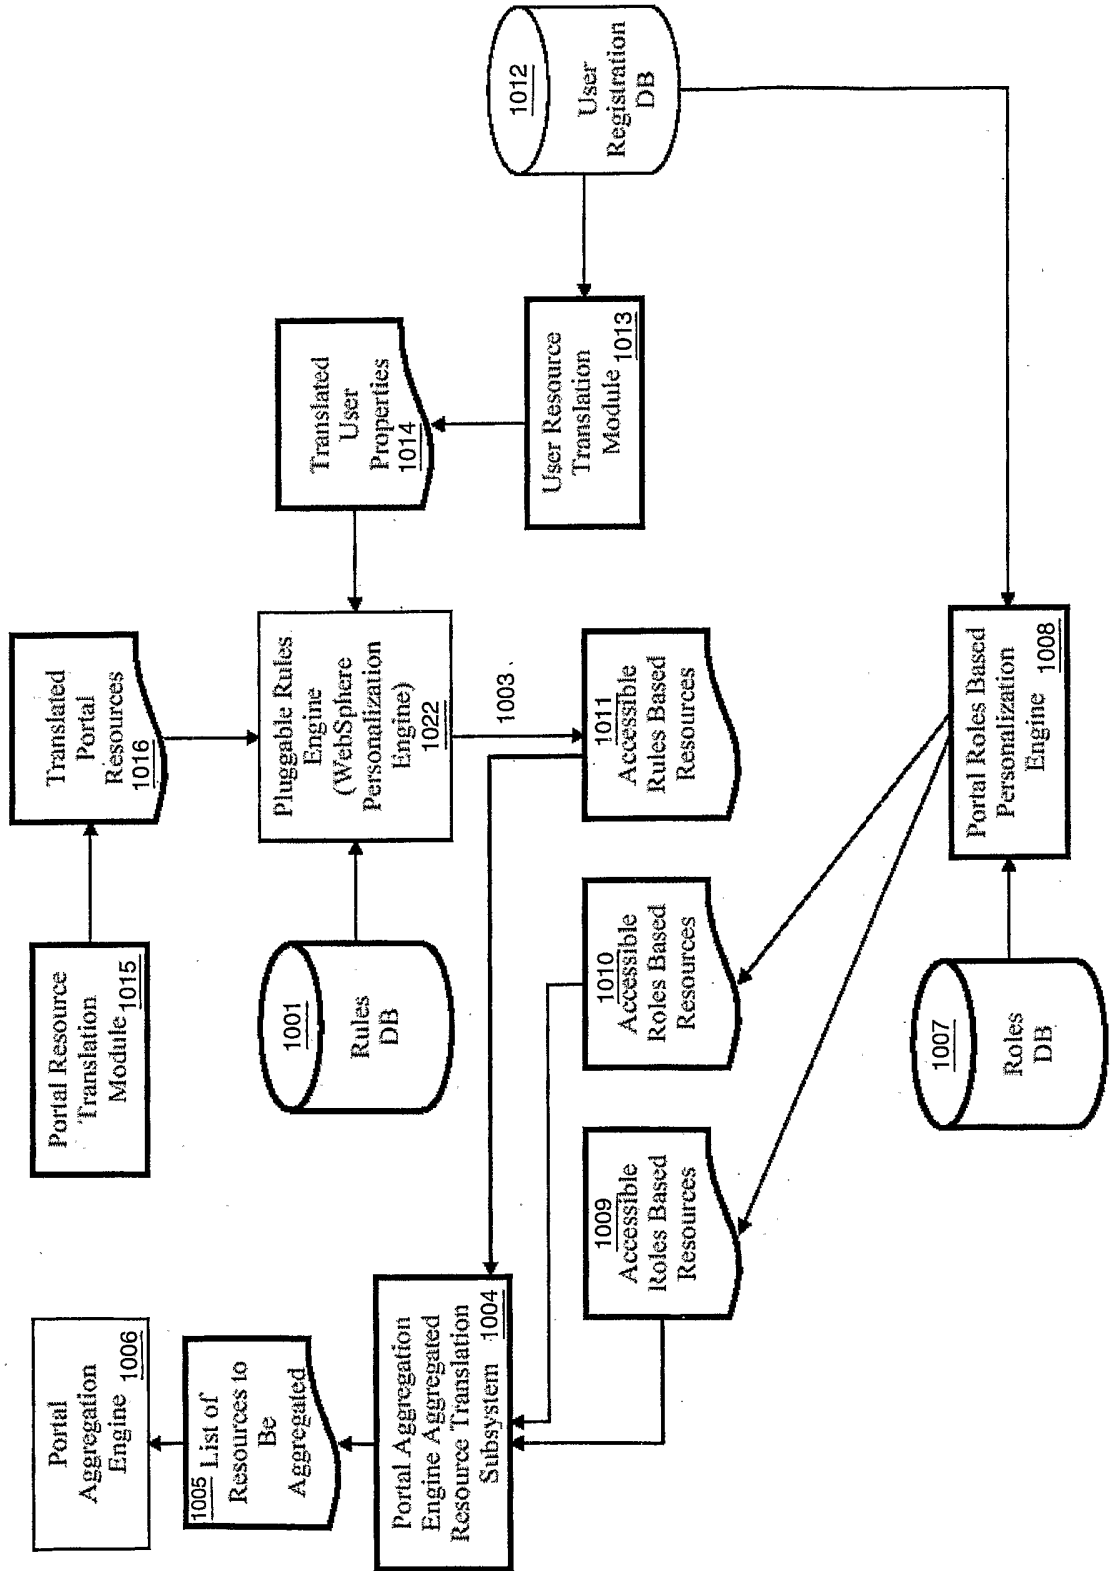 Portal
Aggregation
Engine 1006
1005 List of
Resources to
Be
Aggregated
Portal Aggregation
Engine Aggregated
Resource Translation
Subsystem 1004
Portal Resource
Translation
Module 1015
Translated
Portal
Resources
1016
1001
Rules
DB
Pluggable Rules
Engine
(WebSphere
Personalization
Engine)
1022
1003
Translated
User
Properties
1014
User Resource
Translation
Module 1013
1012
User
Registration
DB
1009
Accessible
Roles Based
Resources
1010
Accessible
Roles Based
Resources
1011
Accessible
Rules Based
Resources
1007
Roles
DB
Portal Roles Based
Personalization
Engine 1008